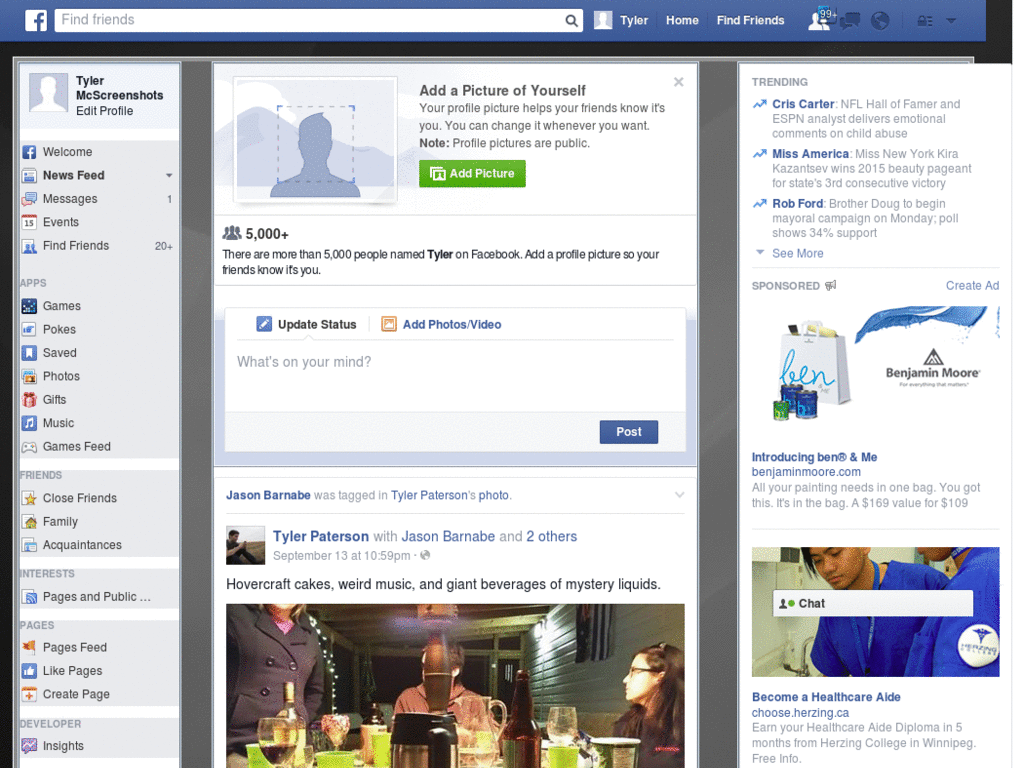 f
Find friends
Tyler
Home
Find Friends
99+
Tyler
McScreenshots
Edit Profile
Welcome
News Feed
Messages
1
15
Events
Find Friends
20+
APPS
Games
Pokes
Saved
Photos
Gifts
Music
Games Feed
FRIENDS
Close Friends
Family
Acquaintances
INTERESTS
Pages and Public ...
PAGES
Pages Feed
Like Pages
Create Page
DEVELOPER
Insights
Add a Picture of Yourself
Your profile picture helps your friends know it's
you. You can change it whenever you want.
Note: Profile pictures are public.
Add Picture
5,000+
There are more than 5,000 people named Tyler on Facebook. Add a profile picture so your
friends know it's you.
Update Status
Add Photos/Video
What's on your mind?
Post
Jason Barnabe was tagged in Tyler Paterson's photo.
Tyler Paterson with Jason Barnabe and 2 others
September 13 at 10:59pm ·
Hovercraft cakes, weird music, and giant beverages of mystery liquids.
TRENDING
Cris Carter: NFL Hall of Famer and
ESPN analyst delivers emotional
comments on child abuse
Miss America: Miss New York Kira
Kazantsev wins 2015 beauty pageant
for state's 3rd consecutive victory
Rob Ford: Brother Doug to begin
mayoral campaign on Monday; poll
shows 34% support
See More
SPONSORED
Create Ad
ben
& ME
Benjamin Moore
For everything that matters
Introducing ben® & Me
benjaminmoore.com
All your painting needs in one bag. You got
this. It's in the bag. A $169 value for $109
Chat
HERZING
COLLEGE
Become a Healthcare Aide
choose.herzing.ca
Earn your Healthcare Aide Diploma in 5
months from Herzing College in Winnipeg.
Free Info.